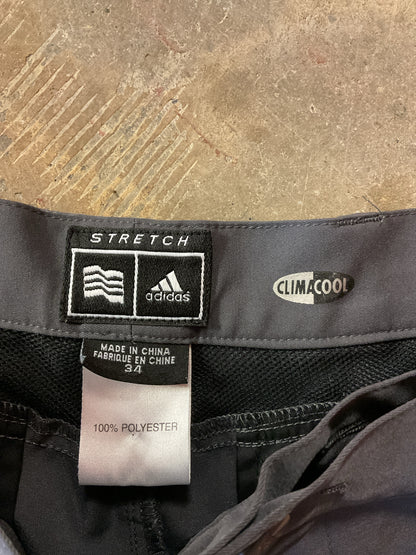 STRETCH
adidas
CLIMACOOL
MADE IN CHINA
FABRIQUE EN CHINE
34
100% POLYESTER